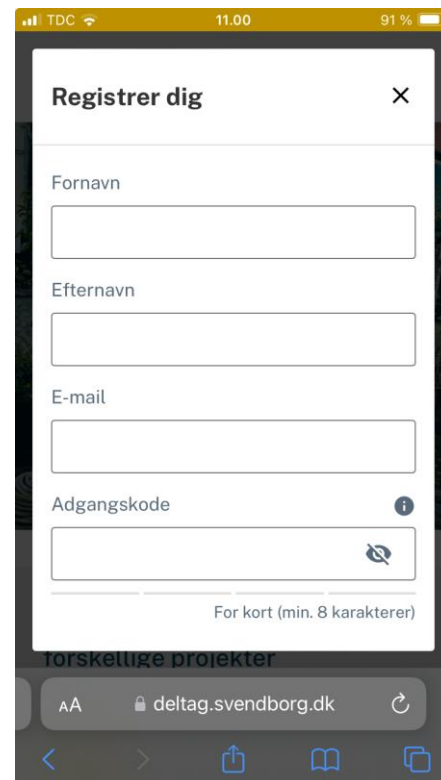 TDC 11.00 91 %
Registrer dig
Fornavn
Efternavn
E-mail
Adgangskode
For kort (min. 8 karakterer)
forskellige projekter
AA deltag.svendborg.dk